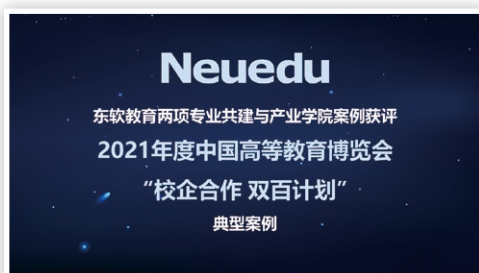 Neuedu
东软教育两项专业共建与产业学院案例获评
2021年度中国高等教育博览会
“校企合作 双百计划”
典型案例